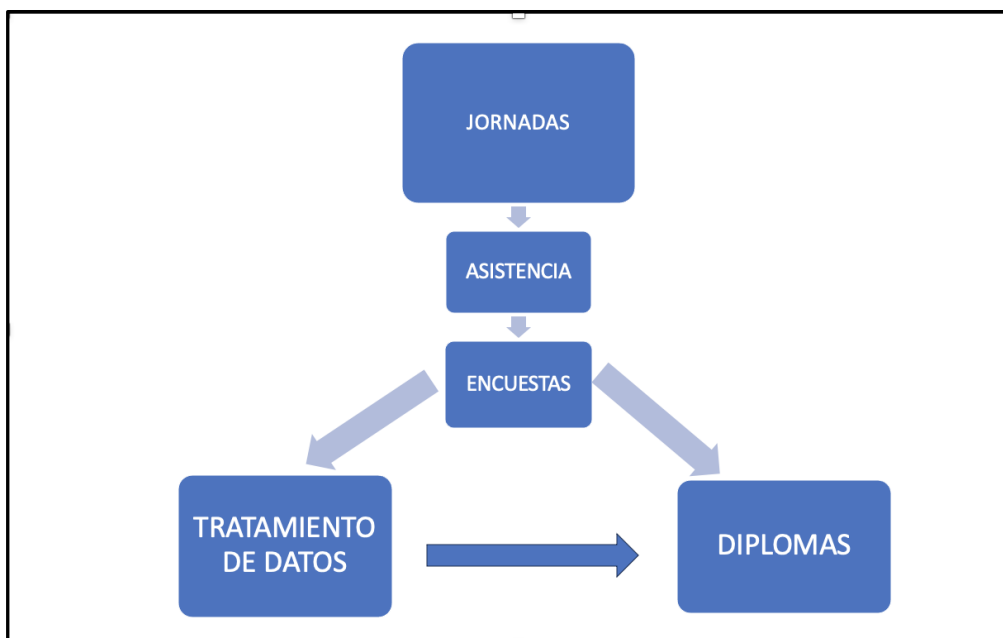 JORNADAS
ASISTENCIA
ENCUESTAS
TRATAMIENTO
DE DATOS
DIPLOMAS